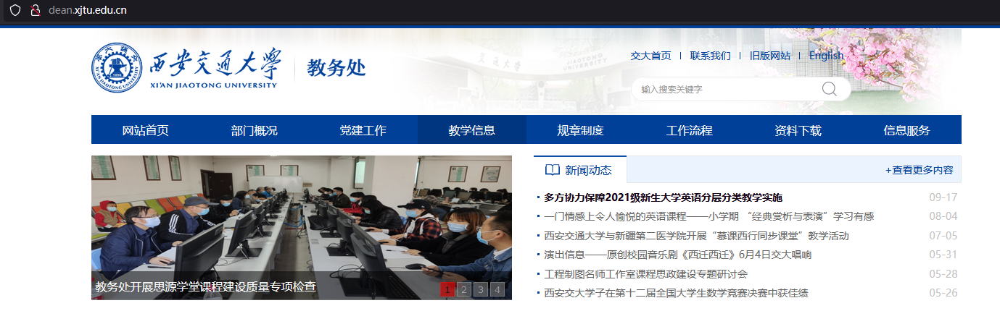 dean.xjtu.edu.cn
西安交通大学
XI'AN JIAOTONG UNIVERSITY
教务处
交通大学
JIAOTONG
UNIVERSITY
1896
交大首页 | 联系我们 | 旧版网站 | English
输入搜索关键字
网站首页 部门概况 党建工作 教学信息 规章制度 工作流程 资料下载 信息服务
新闻动态
+查看更多内容
多方协力保障2021级新生大学英语分层分类教学实施 09-17
一门情感上令人愉悦的英语课程——小学期 “经典赏析与表演”学习有感 08-04
西安交通大学与新疆第二医学院开展“慕课西行同步课堂”教学活动 07-05
演出信息——原创校园音乐剧《西迁西迁》6月4日交大唱响 05-31
工程制图名师工作室课程思政建设专题研讨会 05-28
西安交大学子在第十二届全国大学生数学竞赛决赛中获佳绩 05-26
教务处开展思源学堂课程建设质量专项检查
1 2 3 4